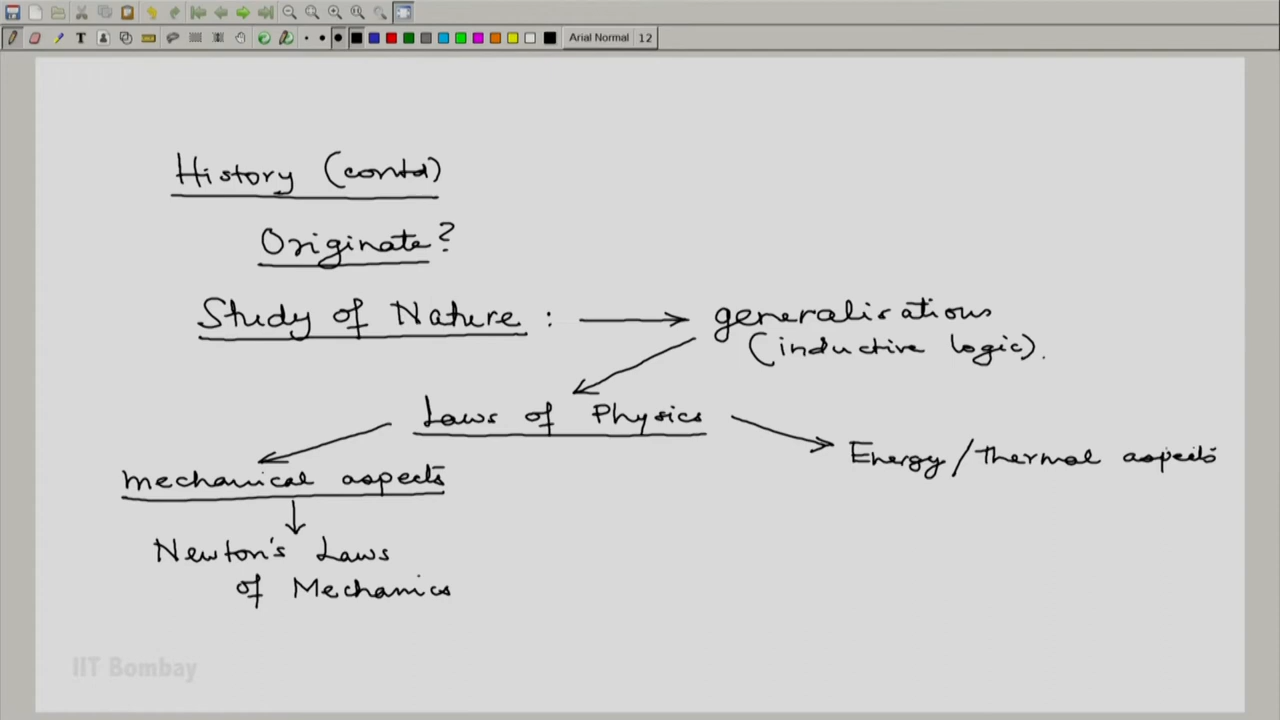 Arial Normal 12
History (contd)
Originate?
Study of Nature : generalisations
(inductive logic).
Laws of Physics
Energy/thermal aspects
mechanical aspects
Newton's Laws
of Mechanics
IIT Bombay